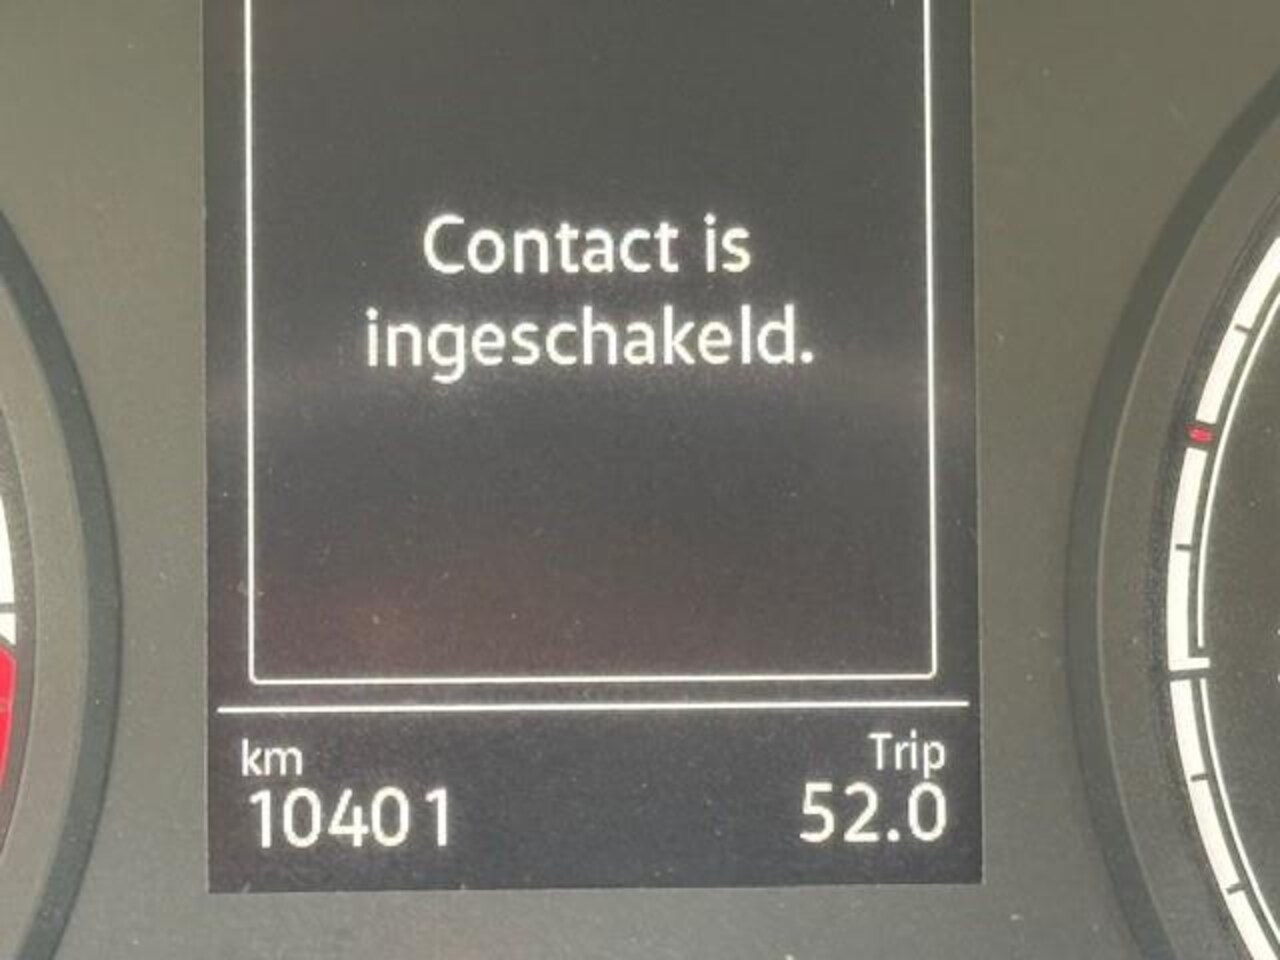 Contact is
ingeschakeld.
km Trip
10401 52.0